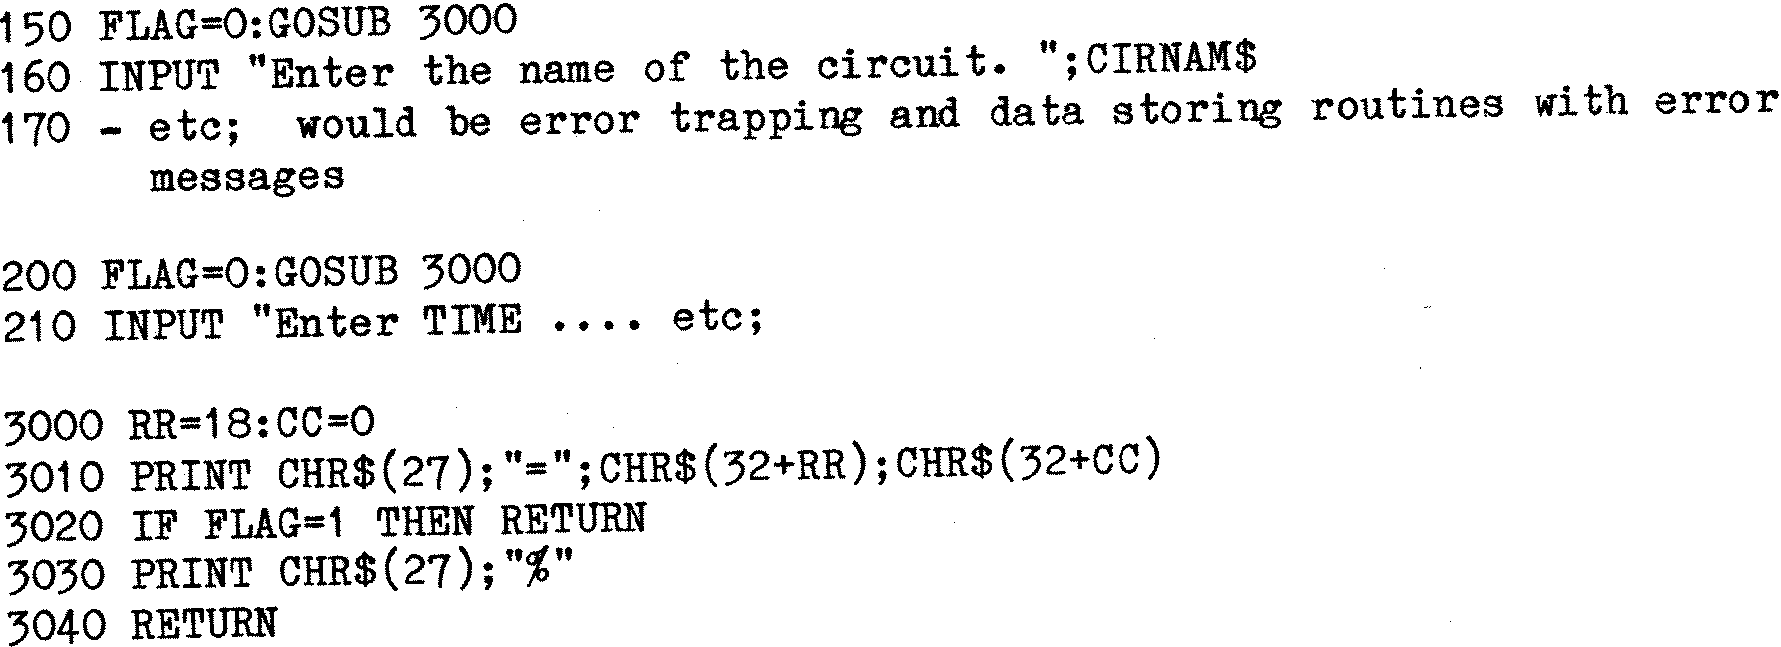 150 FLAG=0:GOSUB 3000
160 INPUT "Enter the name of the circuit. ";CIRNAM$
170 - etc;  would be error trapping and data storing routines with error
messages
200 FLAG=0:GOSUB 3000
210 INPUT "Enter TIME .... etc;
3000 RR=18:CC=0
3010 PRINT CHR$(27);"=";CHR$(32+RR);CHR$(32+CC)
3020 IF FLAG=1 THEN RETURN
3030 PRINT CHR$(27);"%"
3040 RETURN